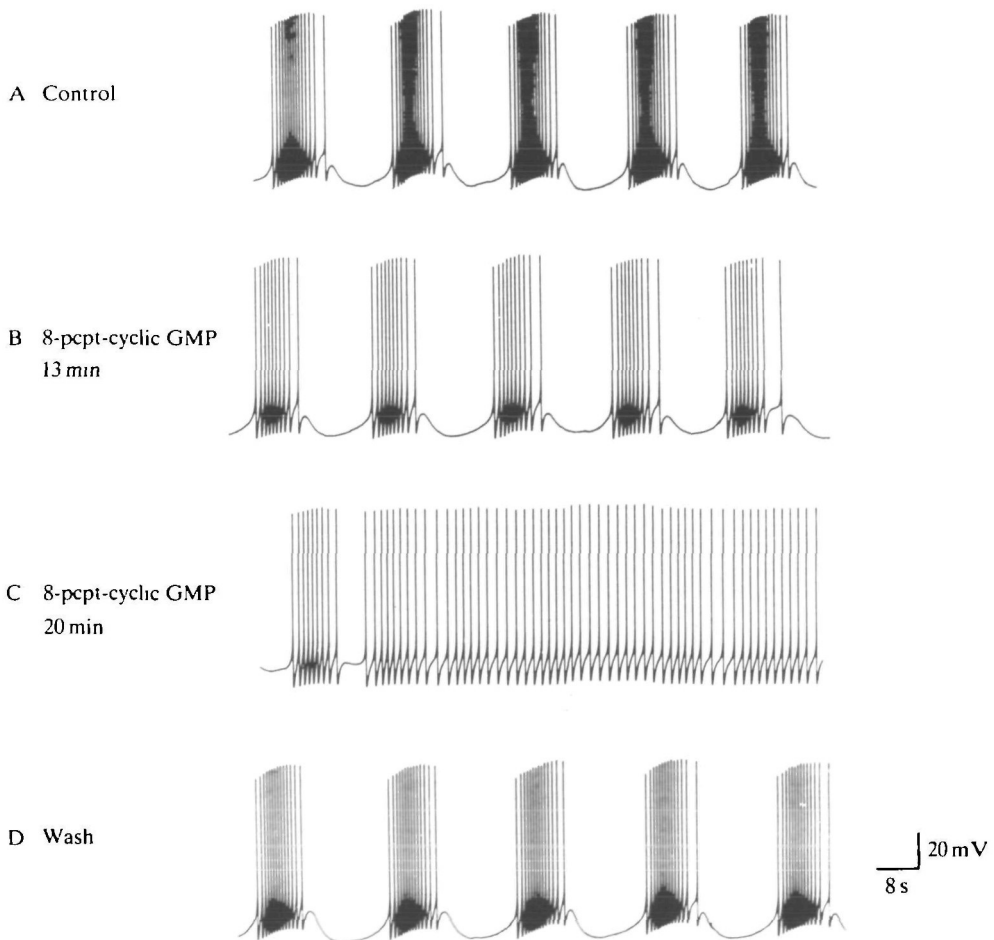 A Control
B 8-pcpt-cyclic GMP
13 min
C 8-pcpt-cyclic GMP
20 min
D Wash
20 mV
8 s